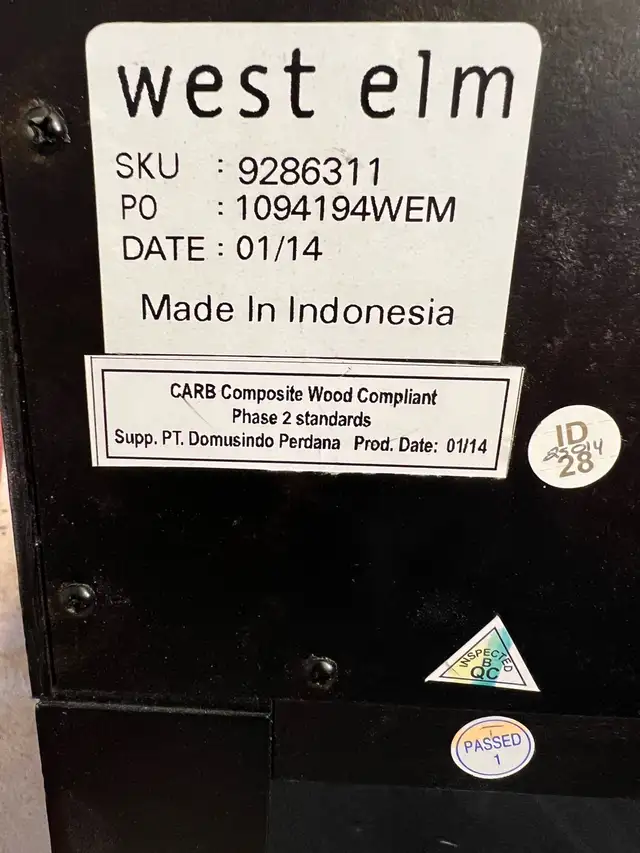 west elm
SKU : 9286311
PO : 1094194WEM
DATE : 01/14
Made In Indonesia
CARB Composite Wood Compliant
Phase 2 standards
Supp. PT. Domusindo Perdana Prod. Date: 01/14
ID
28
INSPECTED
B
QC
PASSED
1